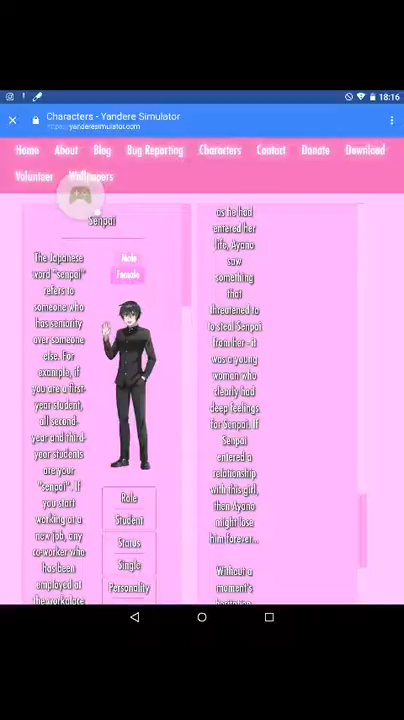 18:16
Characters - Yandere Simulator
https://yanderesimulator.com
Home About Blog Bug Reporting Characters Contact Donate Download
Volunteer Wallpapers
Senpai
The Japanese
word "senpai"
refers to
someone who
has seniority
over someone
else. For
example, if
you are a first-
year student,
all second-
year and third-
year students
are your
"senpai". If
you start
working at a
new job, any
co-worker who
has been
employed at
the workplace
Male
Female
Role
Student
Status
Single
Personality
as he had
entered her
life, Ayano
saw
something
that
threatened to
to steal Senpai
from her - it
was a young
woman who
clearly had
deep feelings
for Senpai. If
Senpai
entered a
relationship
with this girl,
then Ayano
might lose
him forever...
Without a
moment's
hesitation